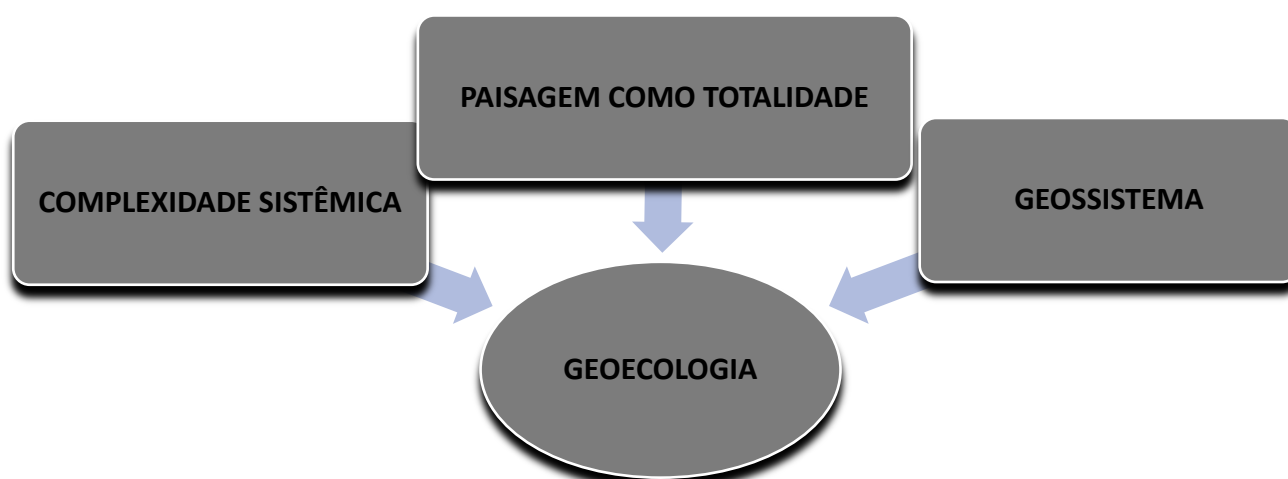 PAISAGEM COMO TOTALIDADE
COMPLEXIDADE SISTÊMICA
GEOSSISTEMA
GEOECOLOGIA